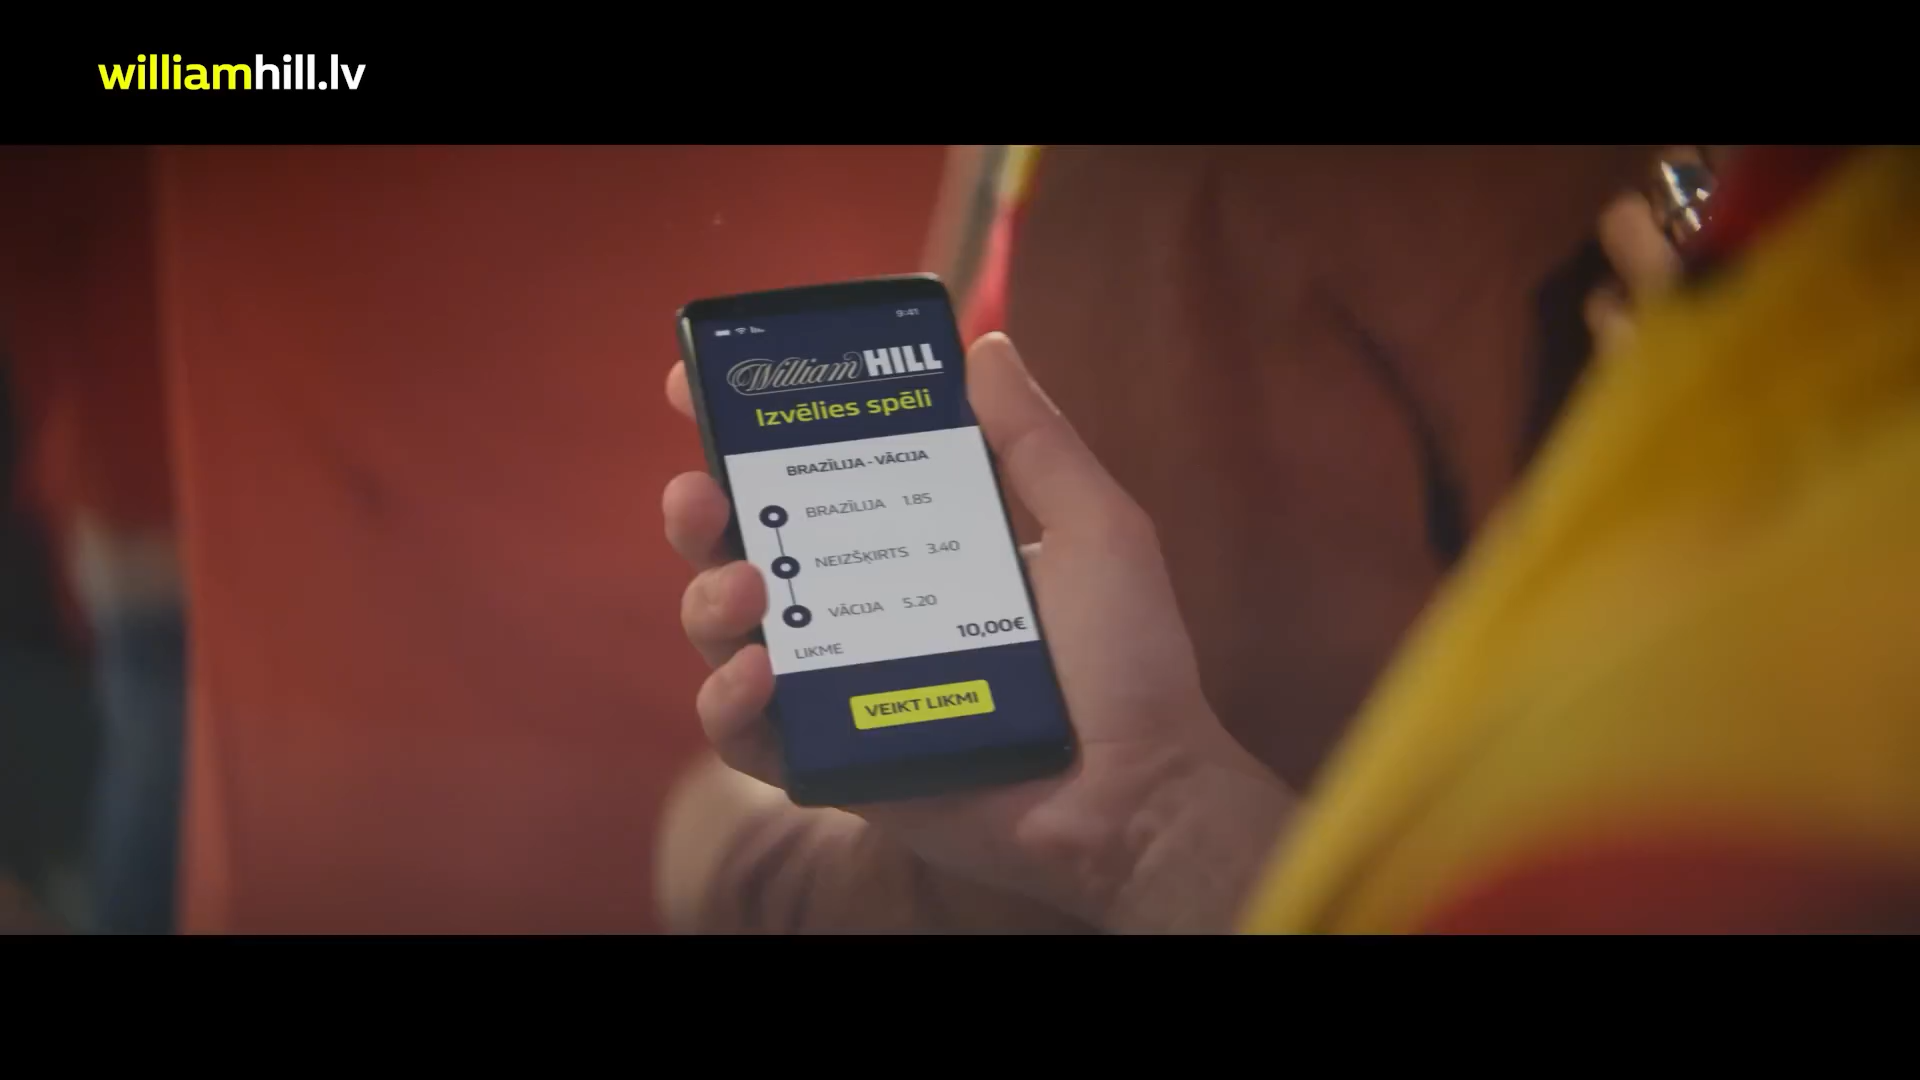 williamhill.lv
9:41
William HILL
Izvēlies spēli
BRAZĪLIJA - VĀCIJA
BRAZĪLIJA 1.85
NEIZŠĶIRTS 3.40
VĀCIJA 5.20
LIKME 10,00€
VEIKT LIKMI